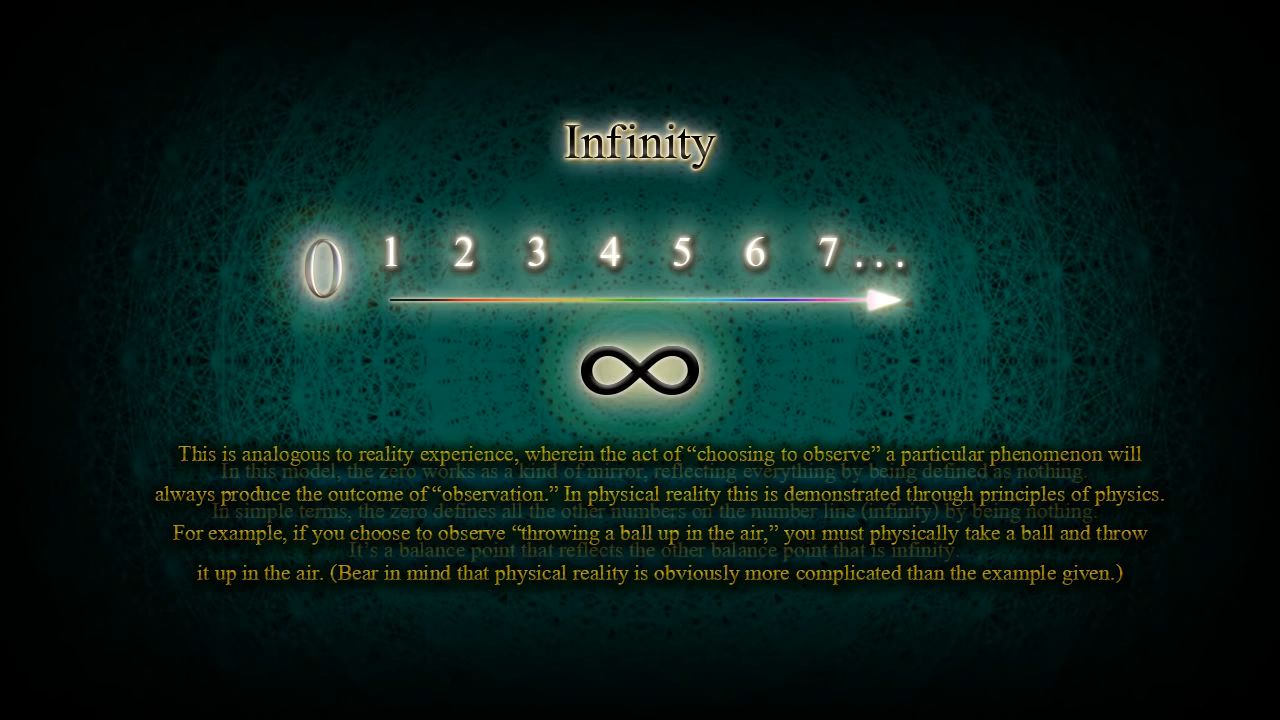 Infinity
0 1 2 3 4 5 6 7 . . .
∞
This is analogous to reality experience, wherein the act of “choosing to observe” a particular phenomenon will
In this model, the zero works as a kind of mirror, reflecting everything by being defined as nothing.
always produce the outcome of “observation.” In physical reality this is demonstrated through principles of physics.
In simple terms, the zero defines all the other numbers on the number line (infinity) by being nothing.
For example, if you choose to observe “throwing a ball up in the air,” you must physically take a ball and throw
It’s a balance point that reflects the other balance point that is infinity.
it up in the air. (Bear in mind that physical reality is obviously more complicated than the example given.)